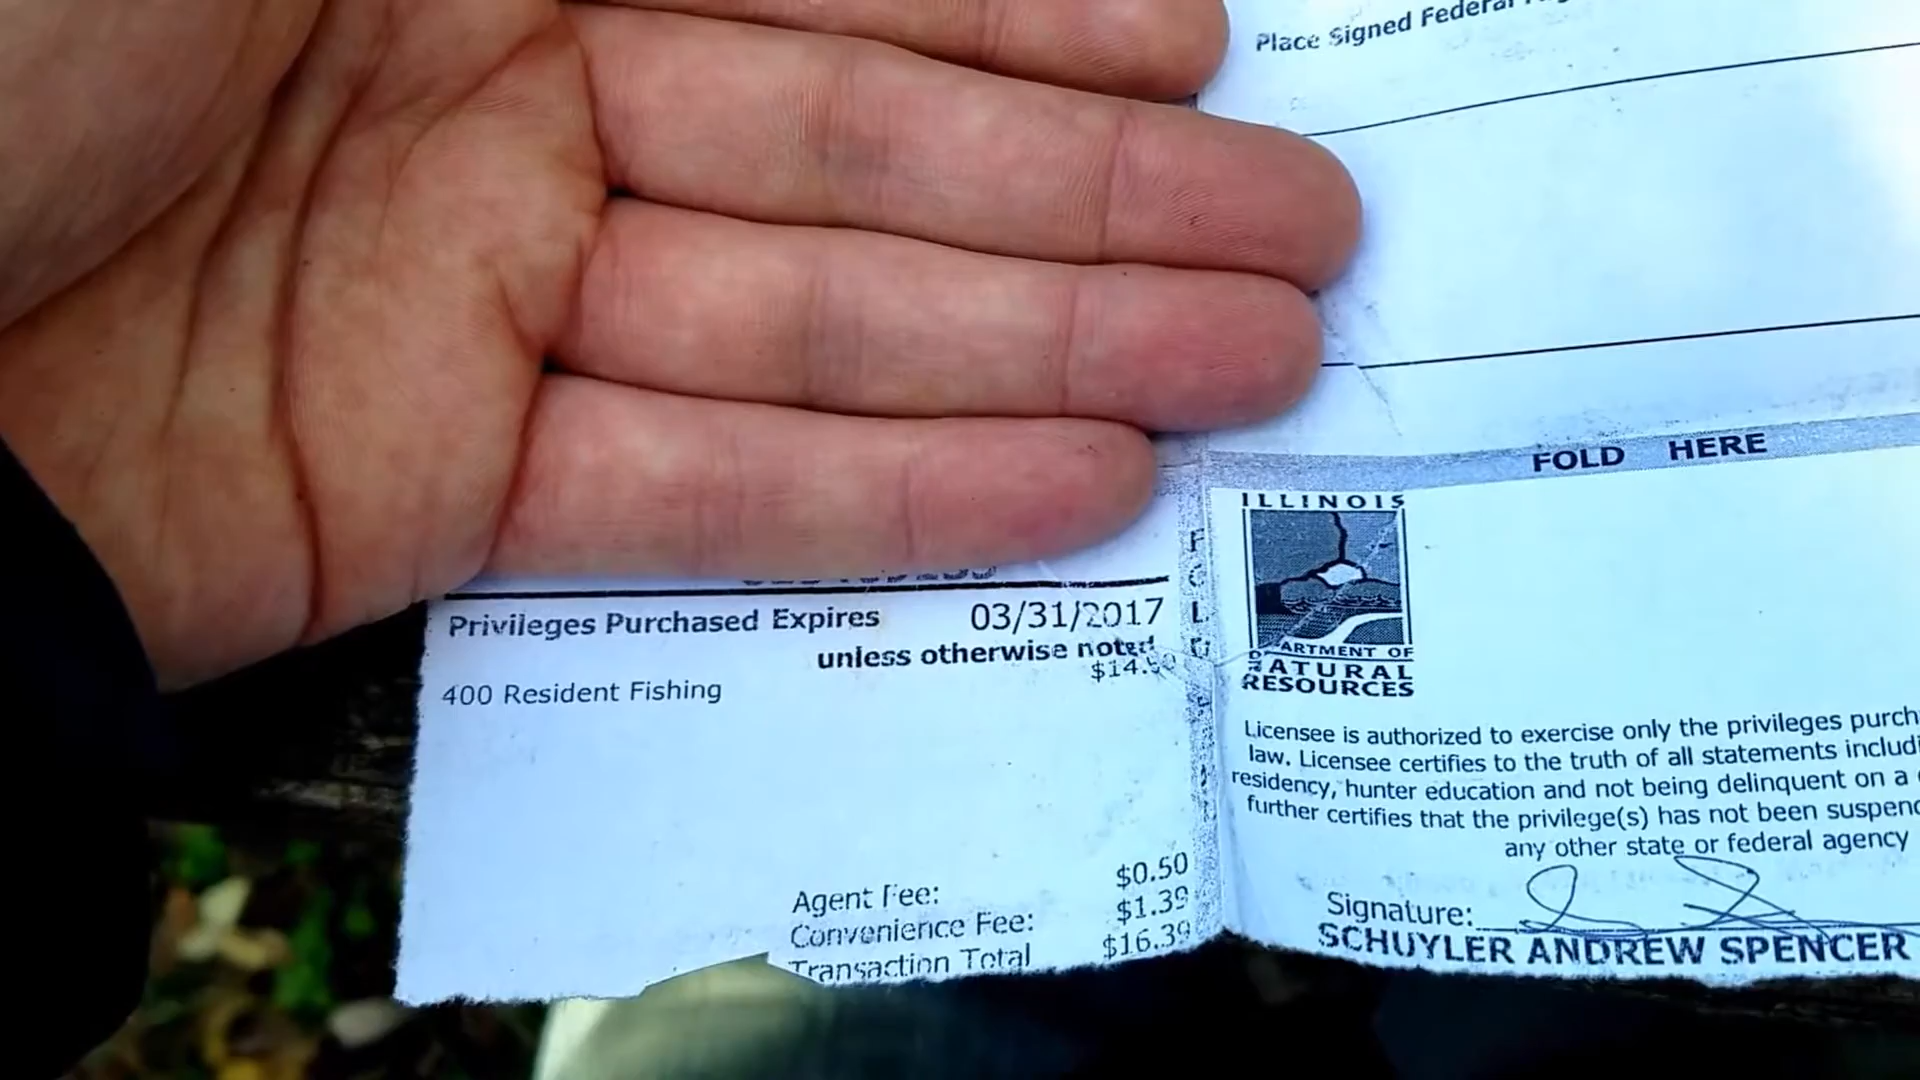 Place Signed Federal
FOLD HERE
Privileges Purchased Expires 03/31/2017
unless otherwise noted
$14.50
400 Resident Fishing
Agent Fee: $0.50
Convenience Fee: $1.39
Transaction Total $16.39
ILLINOIS
DEPARTMENT OF
NATURAL
RESOURCES
Licensee is authorized to exercise only the privileges purch
law. Licensee certifies to the truth of all statements includi
residency, hunter education and not being delinquent on a
further certifies that the privilege(s) has not been suspend
any other state or federal agency
Signature:
SCHUYLER ANDREW SPENCER